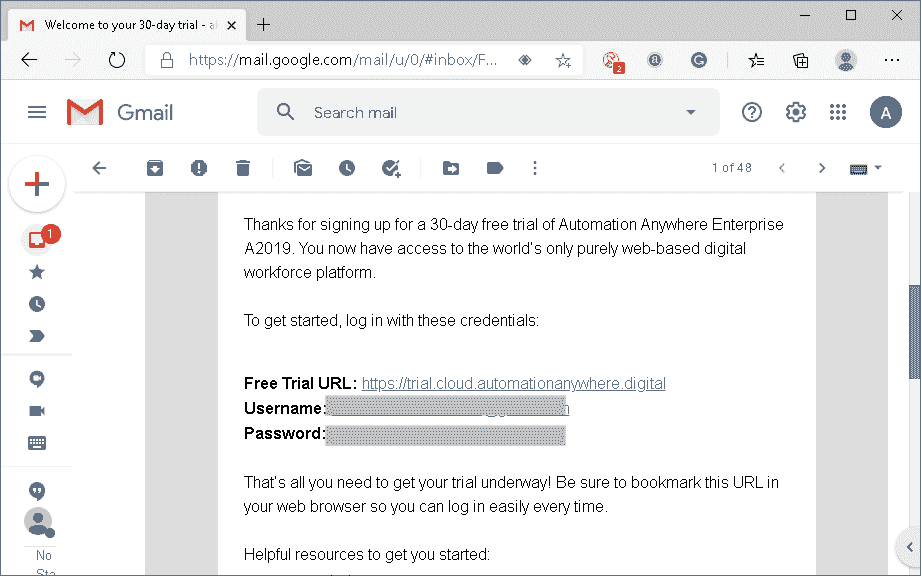 Welcome to your 30-day trial - a
https://mail.google.com/mail/u/0/#inbox/F...
2
Gmail
Search mail
A
1 of 48
1
Thanks for signing up for a 30-day free trial of Automation Anywhere Enterprise
A2019. You now have access to the world's only purely web-based digital
workforce platform.
To get started, log in with these credentials:
Free Trial URL: https://trial.cloud.automationanywhere.digital
Username:
Password:
That's all you need to get your trial underway! Be sure to bookmark this URL in
your web browser so you can log in easily every time.
Helpful resources to get you started:
No